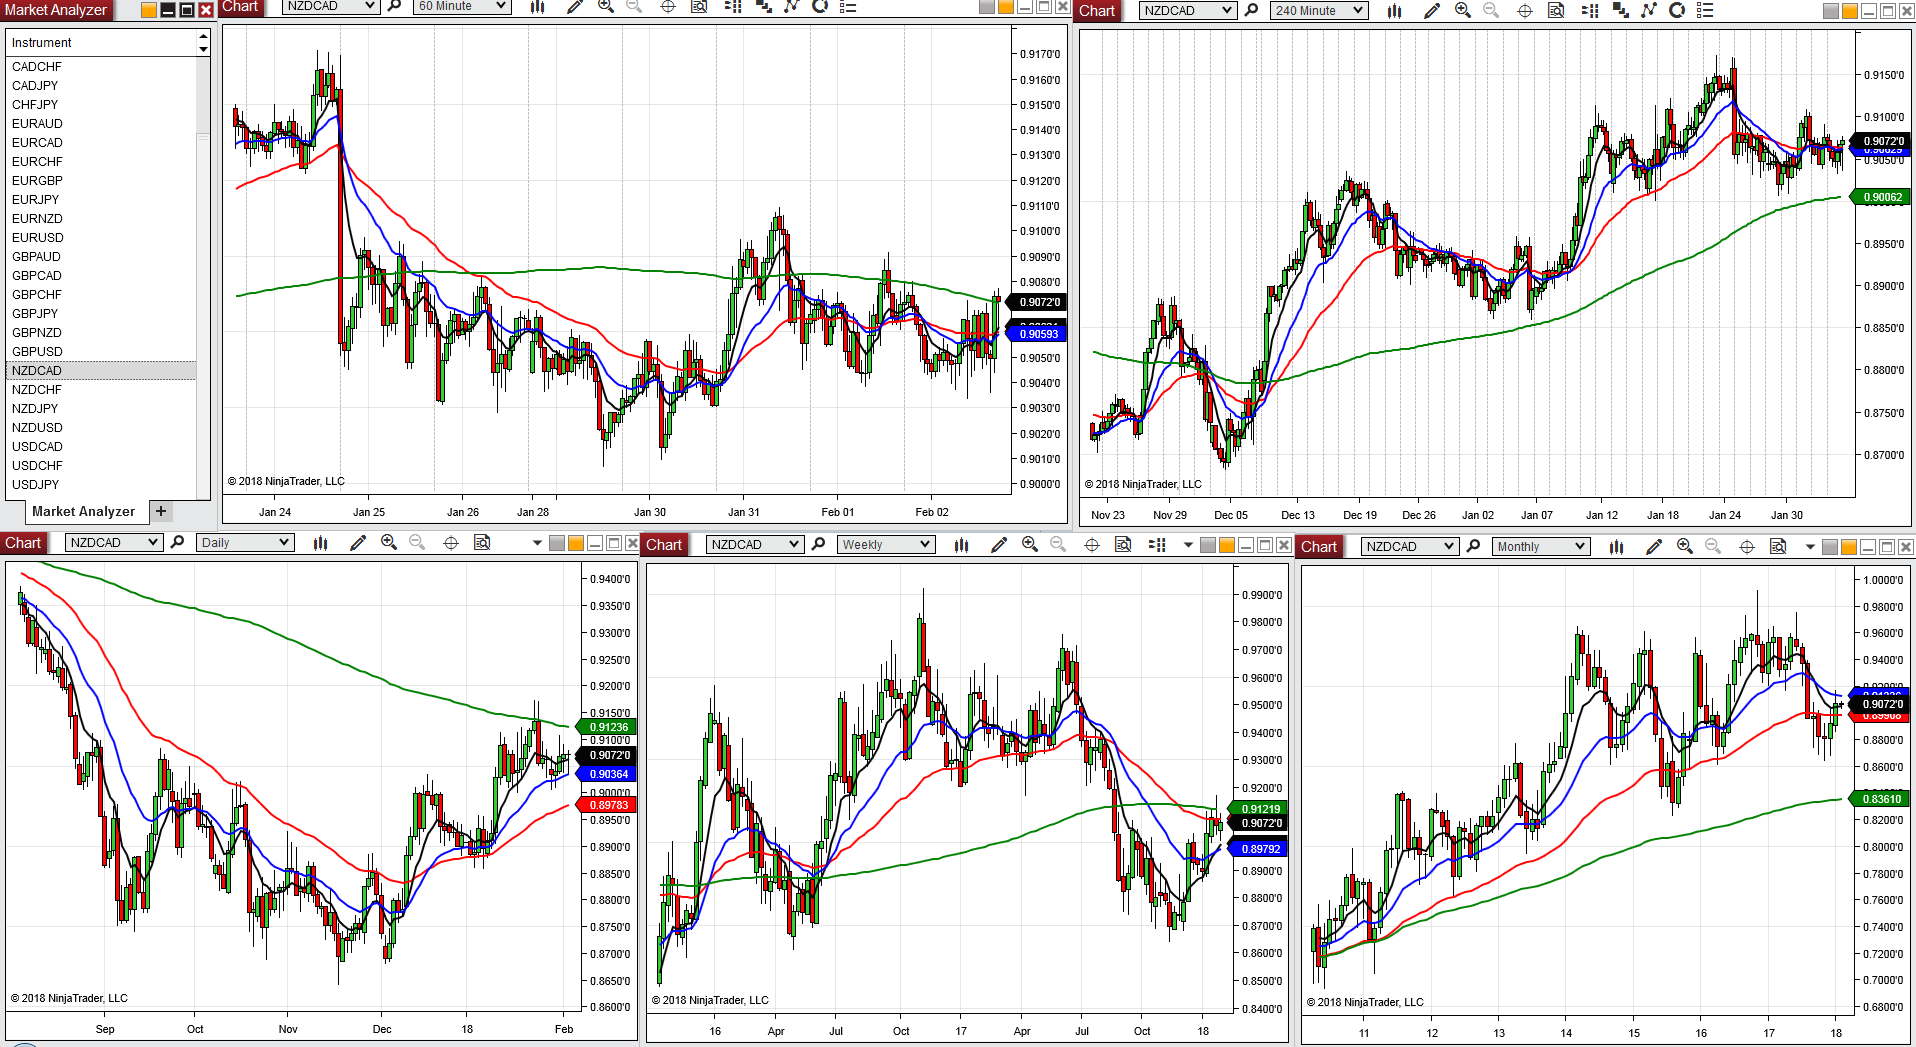 Market Analyzer
Instrument
CADCHF
CADJPY
CHFJPY
EURAUD
EURCAD
EURCHF
EURGBP
EURJPY
EURNZD
EURUSD
GBPAUD
GBPCAD
GBPCHF
GBPJPY
GBPNZD
GBPUSD
NZDCAD
NZDCHF
NZDJPY
NZDUSD
USDCAD
USDCHF
USDJPY
Market Analyzer +
Chart NZDCAD 60 Minute
0.9170'0
0.9160'0
0.9150'0
0.9140'0
0.9130'0
0.9120'0
0.9110'0
0.9100'0
0.9090'0
0.9080'0
0.9072'0
0.90593
0.9050'0
0.9040'0
0.9030'0
0.9020'0
0.9010'0
0.9000'0
© 2018 NinjaTrader, LLC
Jan 24 Jan 25 Jan 26 Jan 28 Jan 30 Jan 31 Feb 01 Feb 02
Chart NZDCAD 240 Minute
0.9150'0
0.9100'0
0.9072'0
0.9050'0
0.90062
0.8950'0
0.8900'0
0.8850'0
0.8800'0
0.8750'0
0.8700'0
© 2018 NinjaTrader, LLC
Nov 23 Nov 29 Dec 05 Dec 13 Dec 19 Dec 26 Jan 02 Jan 07 Jan 12 Jan 18 Jan 24 Jan 30
Chart NZDCAD Daily
0.9400'0
0.9350'0
0.9300'0
0.9250'0
0.9200'0
0.9150'0
0.91236
0.9100'0
0.9072'0
0.90364
0.9000'0
0.89783
0.8950'0
0.8900'0
0.8850'0
0.8800'0
0.8750'0
0.8700'0
0.8650'0
0.8600'0
© 2018 NinjaTrader, LLC
Sep Oct Nov Dec 18 Feb
Chart NZDCAD Weekly
0.9900'0
0.9800'0
0.9700'0
0.9600'0
0.9500'0
0.9400'0
0.9300'0
0.9200'0
0.91219
0.9072'0
0.89792
0.8900'0
0.8800'0
0.8700'0
0.8600'0
0.8500'0
0.8400'0
© 2018 NinjaTrader, LLC
16 Apr Jul Oct 17 Apr Jul Oct 18
Chart NZDCAD Monthly
1.0000'0
0.9800'0
0.9600'0
0.9400'0
0.9072'0
0.8800'0
0.8600'0
0.83610
0.8200'0
0.8000'0
0.7800'0
0.7600'0
0.7400'0
0.7200'0
0.7000'0
0.6800'0
© 2018 NinjaTrader, LLC
11 12 13 14 15 16 17 18